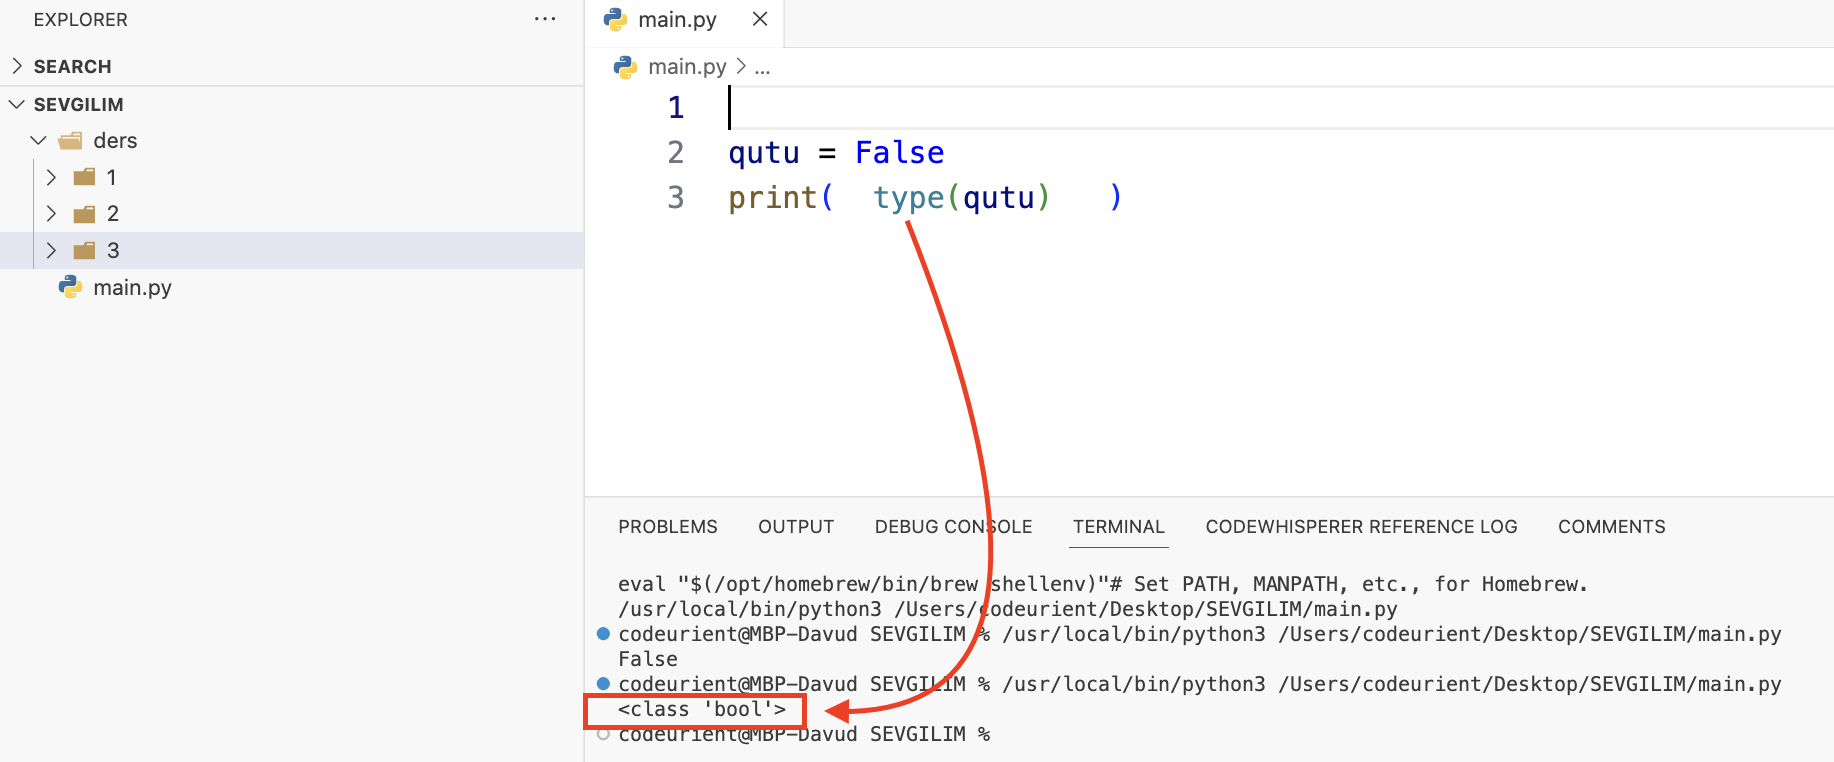 EXPLORER ...
SEARCH
SEVGILIM
ders
1
2
3
main.py
main.py
main.py > ...
1
2 qutu = False
3 print(  type(qutu)   )
PROBLEMS OUTPUT DEBUG CONSOLE TERMINAL CODEWHISPERER REFERENCE LOG COMMENTS
eval "$(/opt/homebrew/bin/brew shellenv)"# Set PATH, MANPATH, etc., for Homebrew.
/usr/local/bin/python3 /Users/codeurient/Desktop/SEVGILIM/main.py
codeurient@MBP-Davud SEVGILIM % /usr/local/bin/python3 /Users/codeurient/Desktop/SEVGILIM/main.py
False
codeurient@MBP-Davud SEVGILIM % /usr/local/bin/python3 /Users/codeurient/Desktop/SEVGILIM/main.py
<class 'bool'>
codeurient@MBP-Davud SEVGILIM %